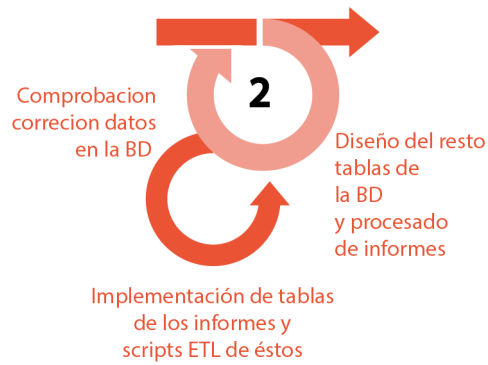 2
Comprobacion
correcion datos
en la BD
Diseño del resto
tablas de
la BD
y procesado
de informes
Implementación de tablas
de los informes y
scripts ETL de éstos